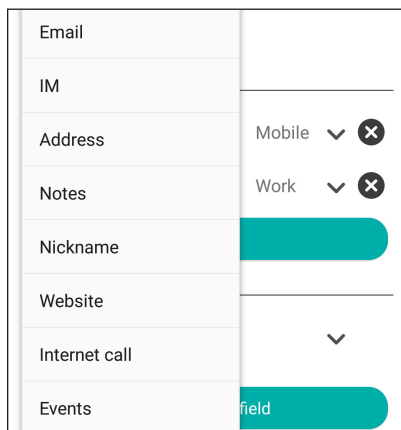 Email
IM
Address
Mobile
Notes
Work
Nickname
Website
Internet call
Events
field